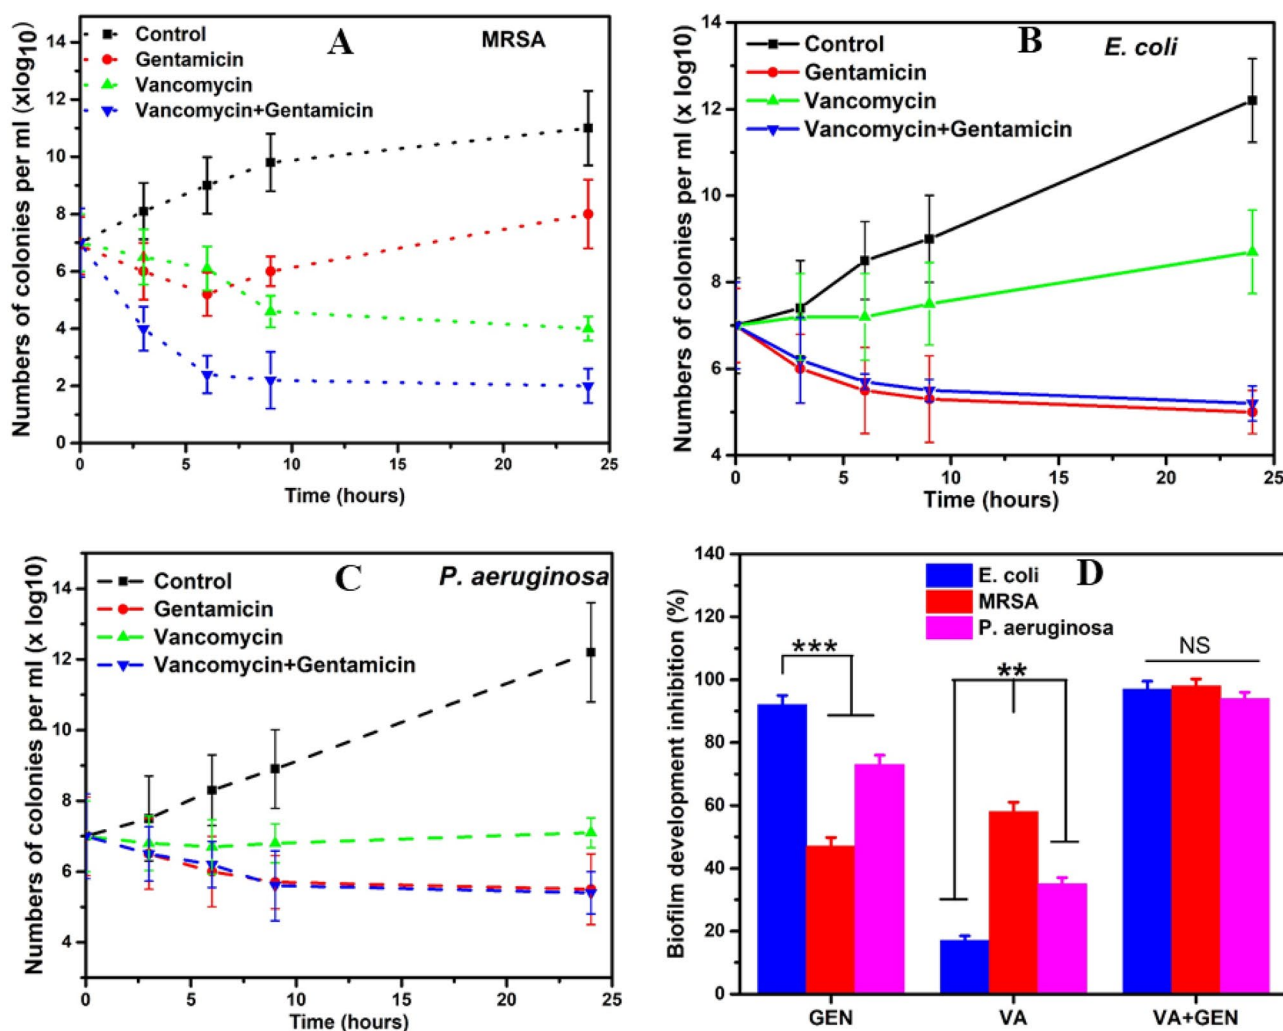 A
MRSA
Control
Gentamicin
Vancomycin
Vancomycin+Gentamicin
Numbers of colonies per ml (xlog10)
14
12
10
8
6
4
2
0
0 5 10 15 20 25
Time (hours)
B
E. coli
Control
Gentamicin
Vancomycin
Vancomycin+Gentamicin
Numbers of colonies per ml (x log10)
14
12
10
8
6
4
0 5 10 15 20 25
Time (hours)
C
P. aeruginosa
Control
Gentamicin
Vancomycin
Vancomycin+Gentamicin
Numbers of colonies per ml (x log10)
14
12
10
8
6
4
0 5 10 15 20 25
Time (hours)
D
E. coli
MRSA
P. aeruginosa
Biofilm development inhibition (%)
140
120
100
80
60
40
20
0
***
**
NS
GEN VA VA+GEN